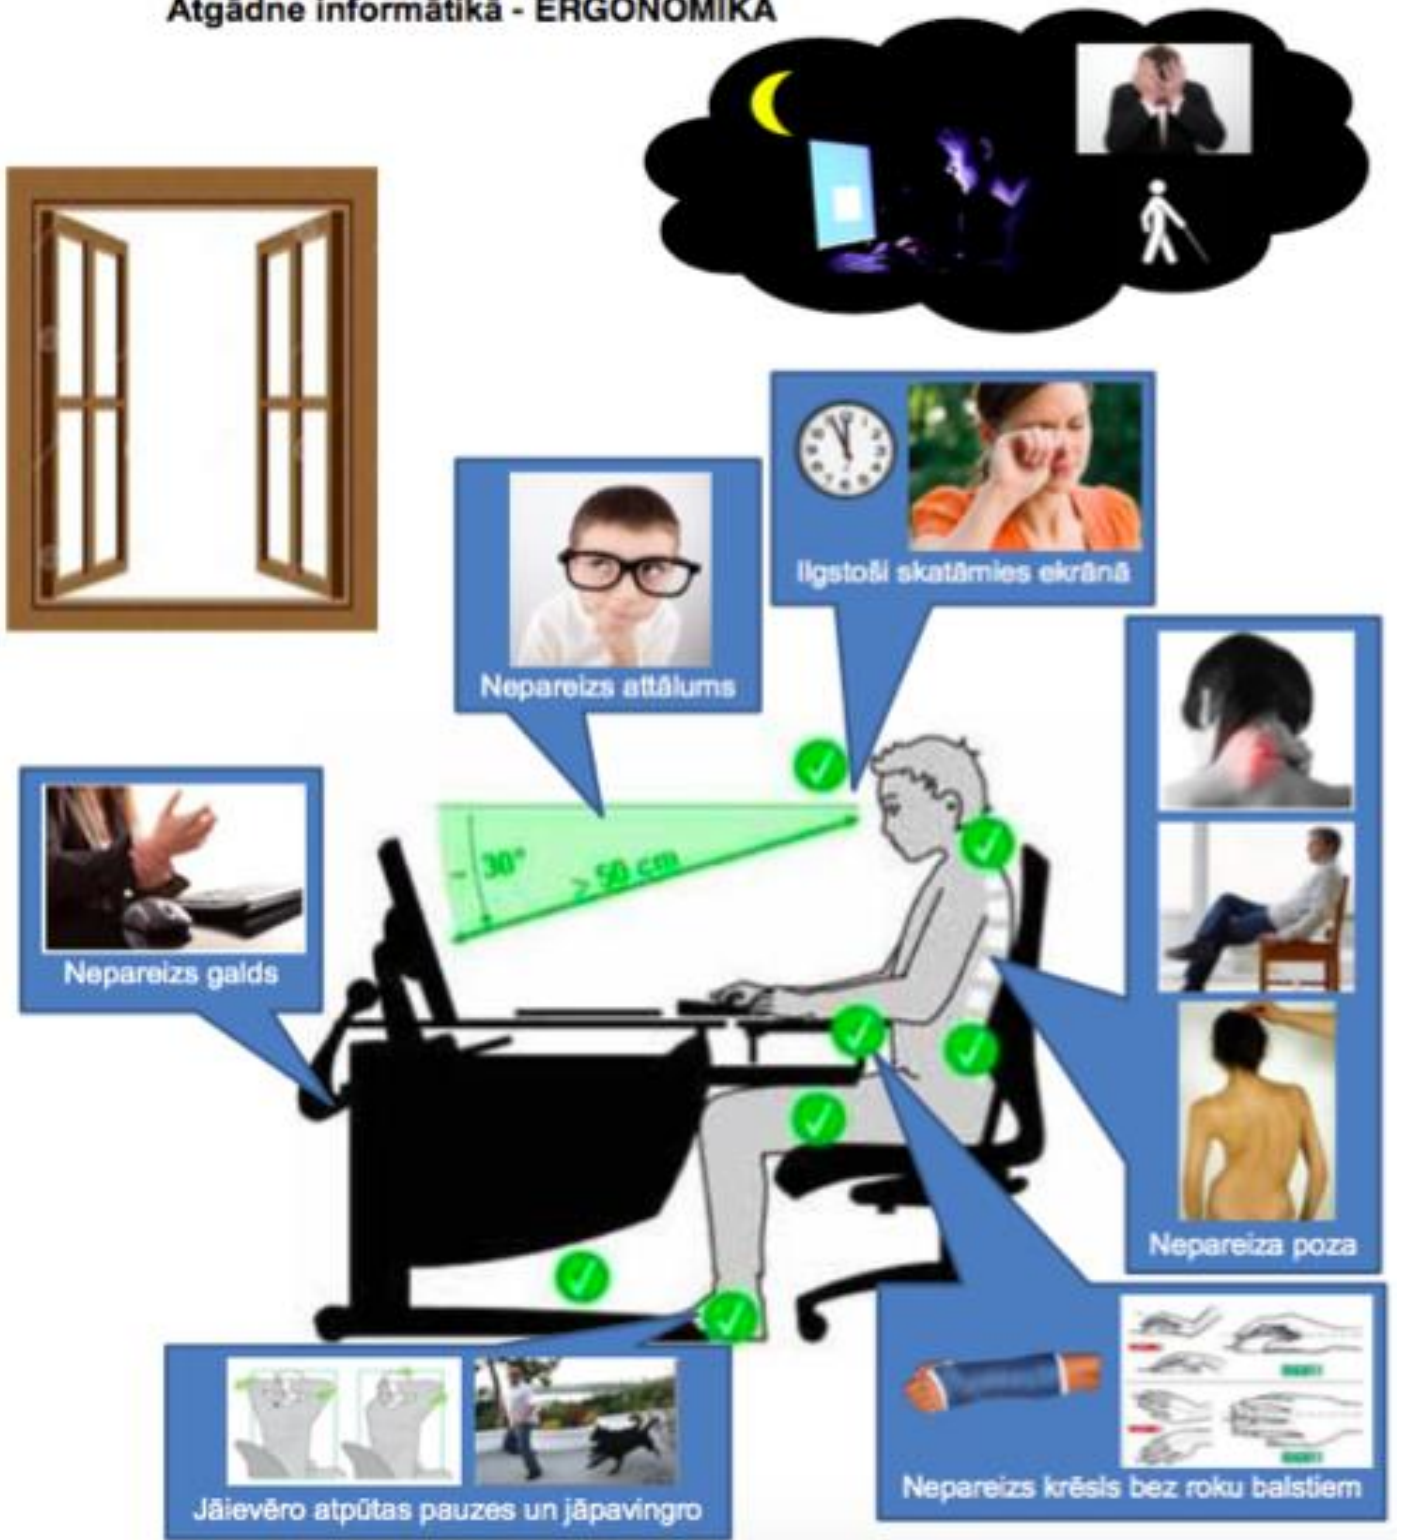 Atgādne informātikā - ERGONOMIKA
Ilgstoši skatāmies ekrānā
Nepareizs attālums
~ 30°
> 50 cm
Nepareizs galds
Nepareiza poza
Nepareizs krēsls bez roku balstiem
Jāievēro atpūtas pauzes un jāpavingro